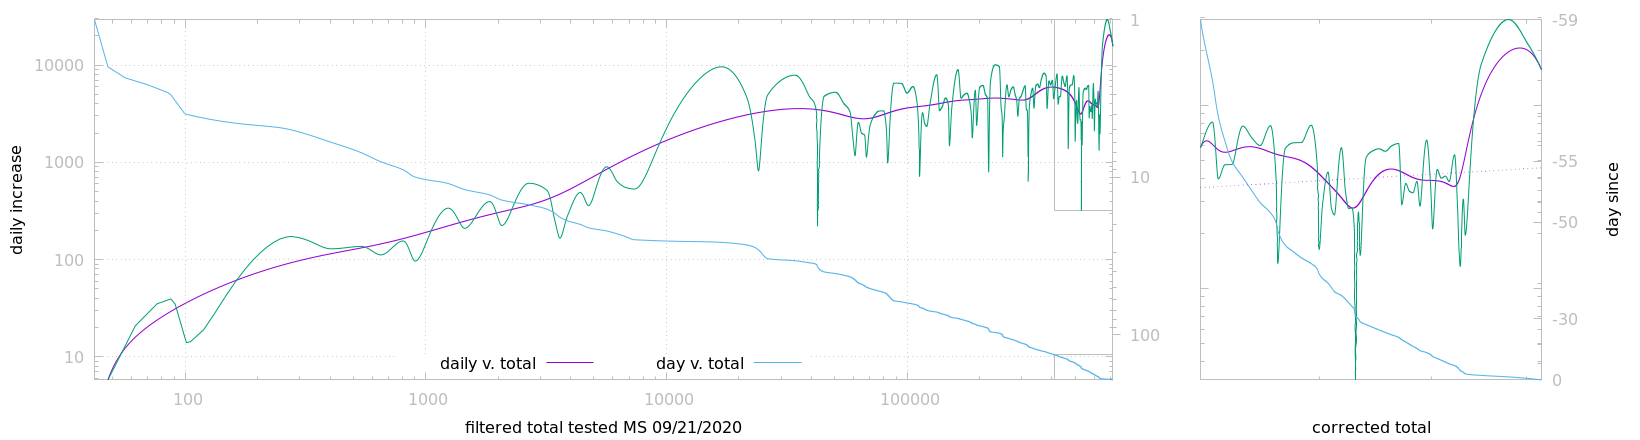 daily increase
10000
1000
100
10
100
1000
10000
100000
filtered total tested MS 09/21/2020
daily v. total
day v. total
1
10
100
-59
-55
-50
-30
0
day since
corrected total